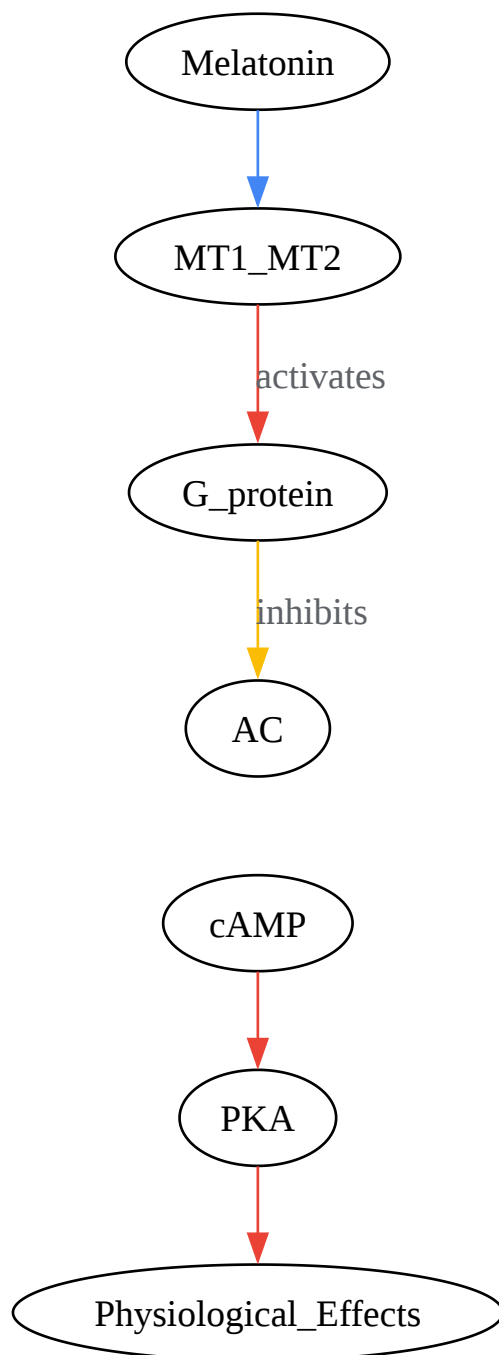 Melatonin
MT1_MT2
activates
G_protein
inhibits
AC
cAMP
PKA
Physiological_Effects